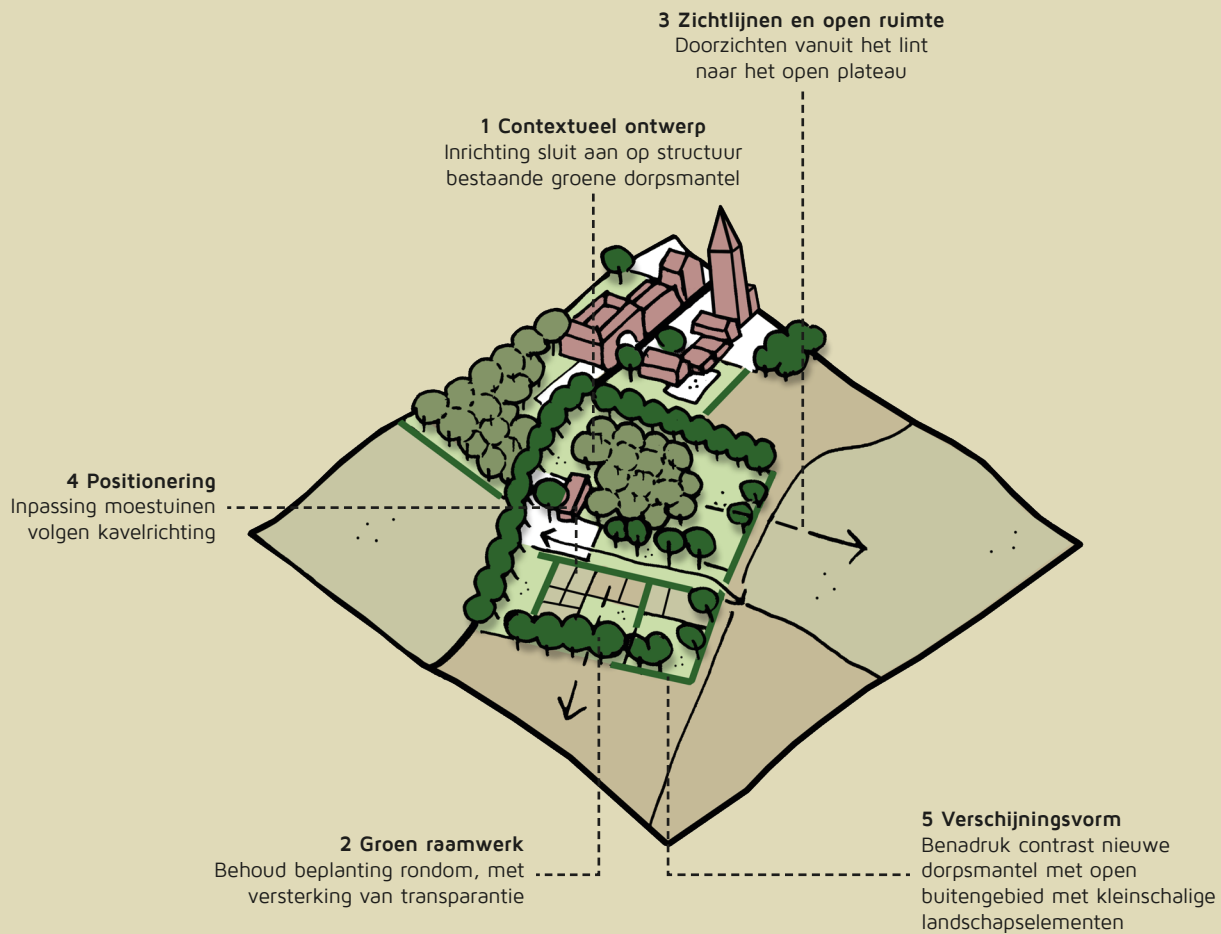 3 Zichtlijnen en open ruimte
Doorzichten vanuit het lint
naar het open plateau
1 Contextueel ontwerp
Inrichting sluit aan op structuur
bestaande groene dorpsmantel
4 Positionering
Inpassing moestuinen
volgen kavelrichting
2 Groen raamwerk
Behoud beplanting rondom, met
versterking van transparantie
5 Verschijningsvorm
Benadruk contrast nieuwe
dorpsmantel met open
buitengebied met kleinschalige
landschapselementen